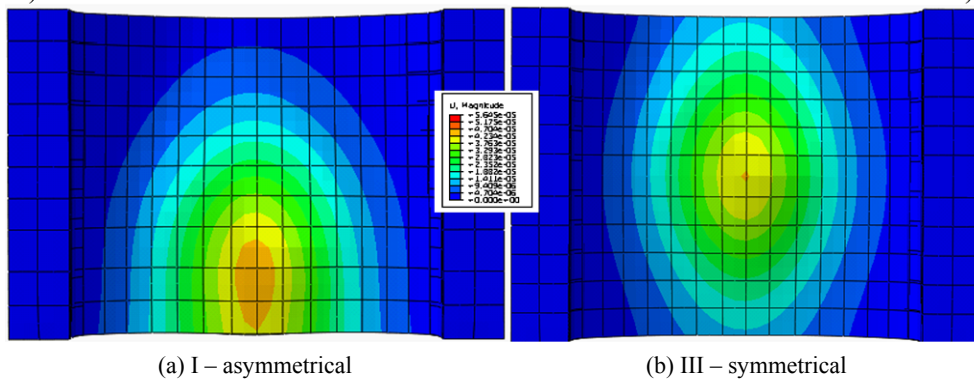 U, Magnitude
+5.645e-05
+5.175e-05
+4.704e-05
+4.234e-05
+3.763e-05
+3.293e-05
+2.823e-05
+2.352e-05
+1.882e-05
+1.411e-05
+9.409e-06
+4.704e-06
+0.000e+00
(a) I – asymmetrical
(b) III – symmetrical